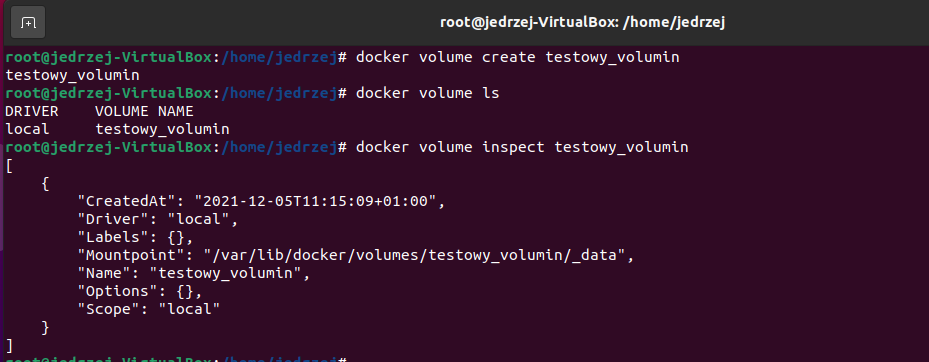 root@jedrzej-VirtualBox: /home/jedrzej
root@jedrzej-VirtualBox:/home/jedrzej# docker volume create testowy_volumin
testowy_volumin
root@jedrzej-VirtualBox:/home/jedrzej# docker volume ls
DRIVER    VOLUME NAME
local     testowy_volumin
root@jedrzej-VirtualBox:/home/jedrzej# docker volume inspect testowy_volumin
[
    {
        "CreatedAt": "2021-12-05T11:15:09+01:00",
        "Driver": "local",
        "Labels": {},
        "Mountpoint": "/var/lib/docker/volumes/testowy_volumin/_data",
        "Name": "testowy_volumin",
        "Options": {},
        "Scope": "local"
    }
]
root@jedrzej-VirtualBox:/home/jedrzej#